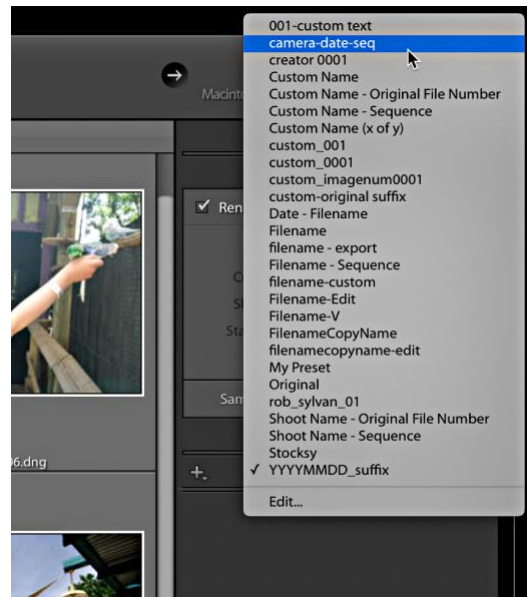 001-custom text
camera-date-seq
creator 0001
Custom Name
Custom Name - Original File Number
Custom Name - Sequence
Custom Name (x of y)
custom_001
custom_0001
custom_imagenum0001
custom-original suffix
Date - Filename
Filename
filename - export
Filename - Sequence
filename-custom
Filename-Edit
Filename-V
FilenameCopyName
filenamecopyname-edit
My Preset
Original
rob_sylvan_01
Shoot Name - Original File Number
Shoot Name - Sequence
Stocksy
✓ YYYYMMDD_suffix
Edit...
Macinto
Ren
C
S
Sta
Sam
6.dng